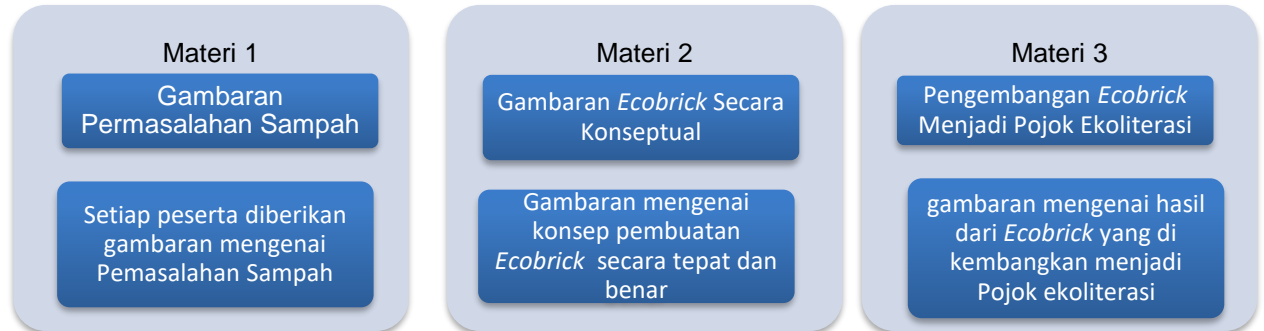 Materi 1
Gambaran
Permasalahan Sampah
Setiap peserta diberikan
gambaran mengenai
Pemasalahan Sampah
Materi 2
Gambaran Ecobrick Secara
Konseptual
Gambaran mengenai
konsep pembuatan
Ecobrick secara tepat dan
benar
Materi 3
Pengembangan Ecobrick
Menjadi Pojok Ekoliterasi
gambaran mengenai hasil
dari Ecobrick yang di
kembangkan menjadi
Pojok ekoliterasi